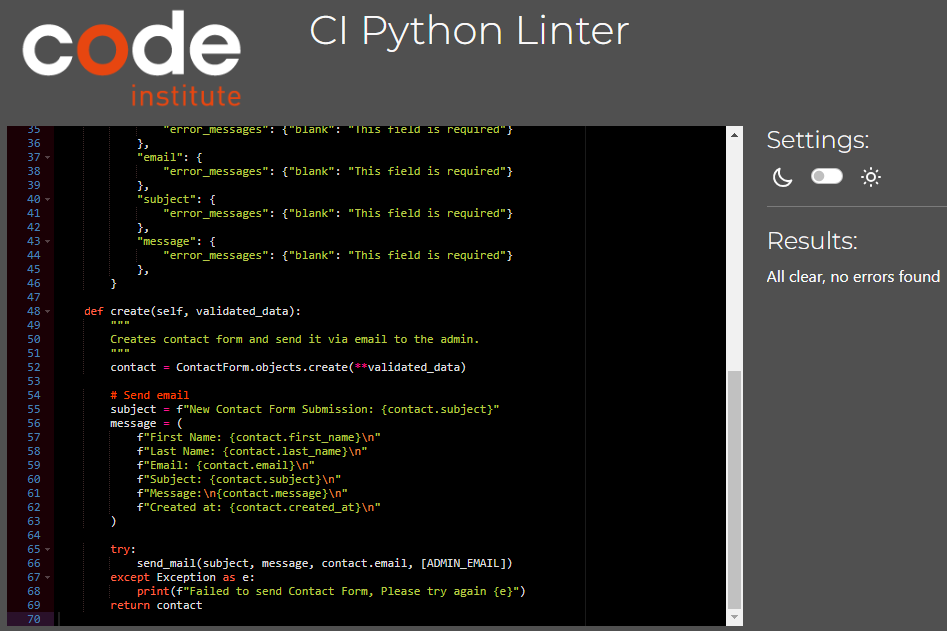 code
institute
CI Python Linter
35 "error_messages": {"blank": "This field is required"}
36 },
37 "email": {
38 "error_messages": {"blank": "This field is required"}
39 },
40 "subject": {
41 "error_messages": {"blank": "This field is required"}
42 },
43 "message": {
44 "error_messages": {"blank": "This field is required"}
45 },
46 }
47
48 def create(self, validated_data):
49 """
50 Creates contact form and send it via email to the admin.
51 """
52 contact = ContactForm.objects.create(**validated_data)
53
54 # Send email
55 subject = f"New Contact Form Submission: {contact.subject}"
56 message = (
57 f"First Name: {contact.first_name}\n"
58 f"Last Name: {contact.last_name}\n"
59 f"Email: {contact.email}\n"
60 f"Subject: {contact.subject}\n"
61 f"Message:\n{contact.message}\n"
62 f"Created at: {contact.created_at}\n"
63 )
64
65 try:
66 send_mail(subject, message, contact.email, [ADMIN_EMAIL])
67 except Exception as e:
68 print(f"Failed to send Contact Form, Please try again {e}")
69 return contact
70
Settings:
Results:
All clear, no errors found